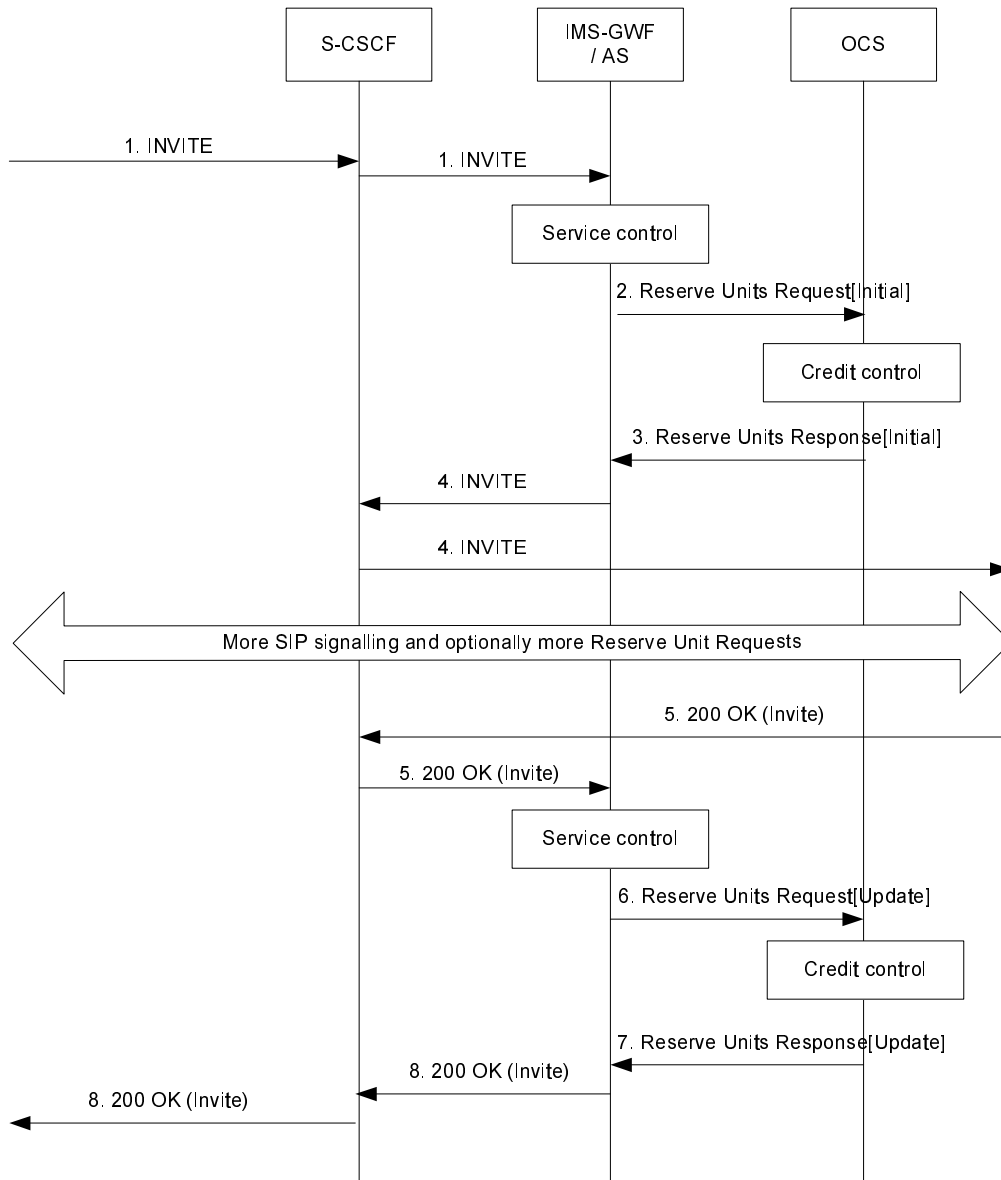 S-CSCF
IMS-GWF
/ AS
OCS
1. INVITE
1. INVITE
Service control
2. Reserve Units Request[Initial]
Credit control
3. Reserve Units Response[Initial]
4. INVITE
4. INVITE
More SIP signalling and optionally more Reserve Unit Requests
5. 200 OK (Invite)
5. 200 OK (Invite)
Service control
6. Reserve Units Request[Update]
Credit control
7. Reserve Units Response[Update]
8. 200 OK (Invite)
8. 200 OK (Invite)